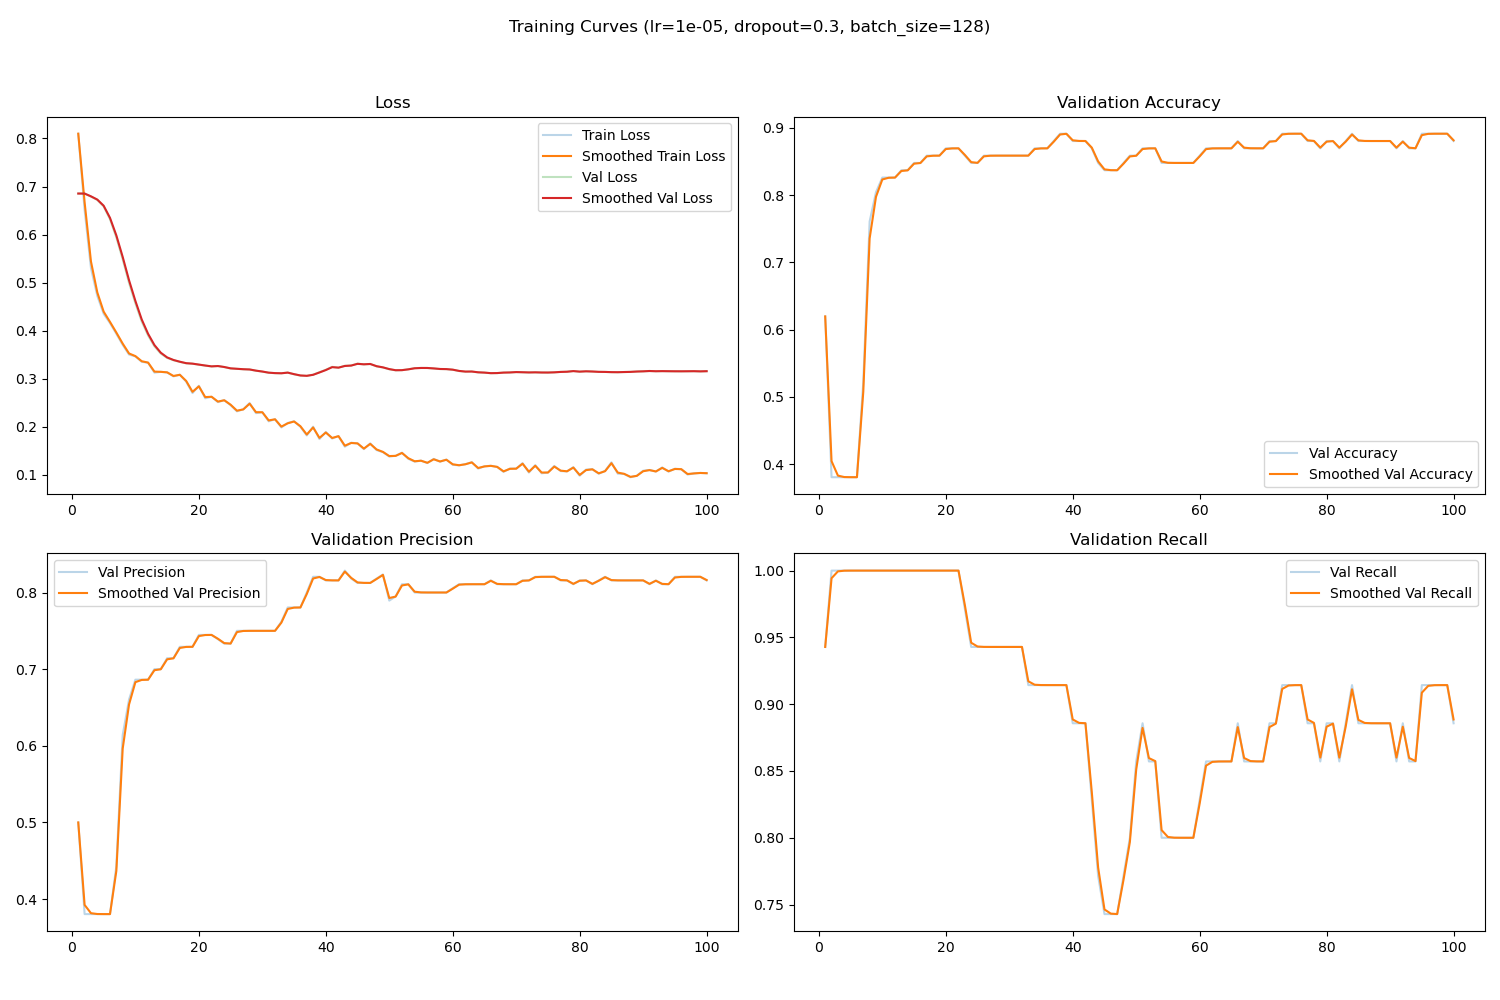 Training Curves (lr=1e-05, dropout=0.3, batch_size=128)
Loss
Train Loss
Smoothed Train Loss
Val Loss
Smoothed Val Loss
0.8
0.7
0.6
0.5
0.4
0.3
0.2
0.1
0 20 40 60 80 100
Validation Accuracy
Val Accuracy
Smoothed Val Accuracy
0.9
0.8
0.7
0.6
0.5
0.4
0 20 40 60 80 100
Validation Precision
Val Precision
Smoothed Val Precision
0.8
0.7
0.6
0.5
0.4
0 20 40 60 80 100
Validation Recall
Val Recall
Smoothed Val Recall
1.00
0.95
0.90
0.85
0.80
0.75
0 20 40 60 80 100